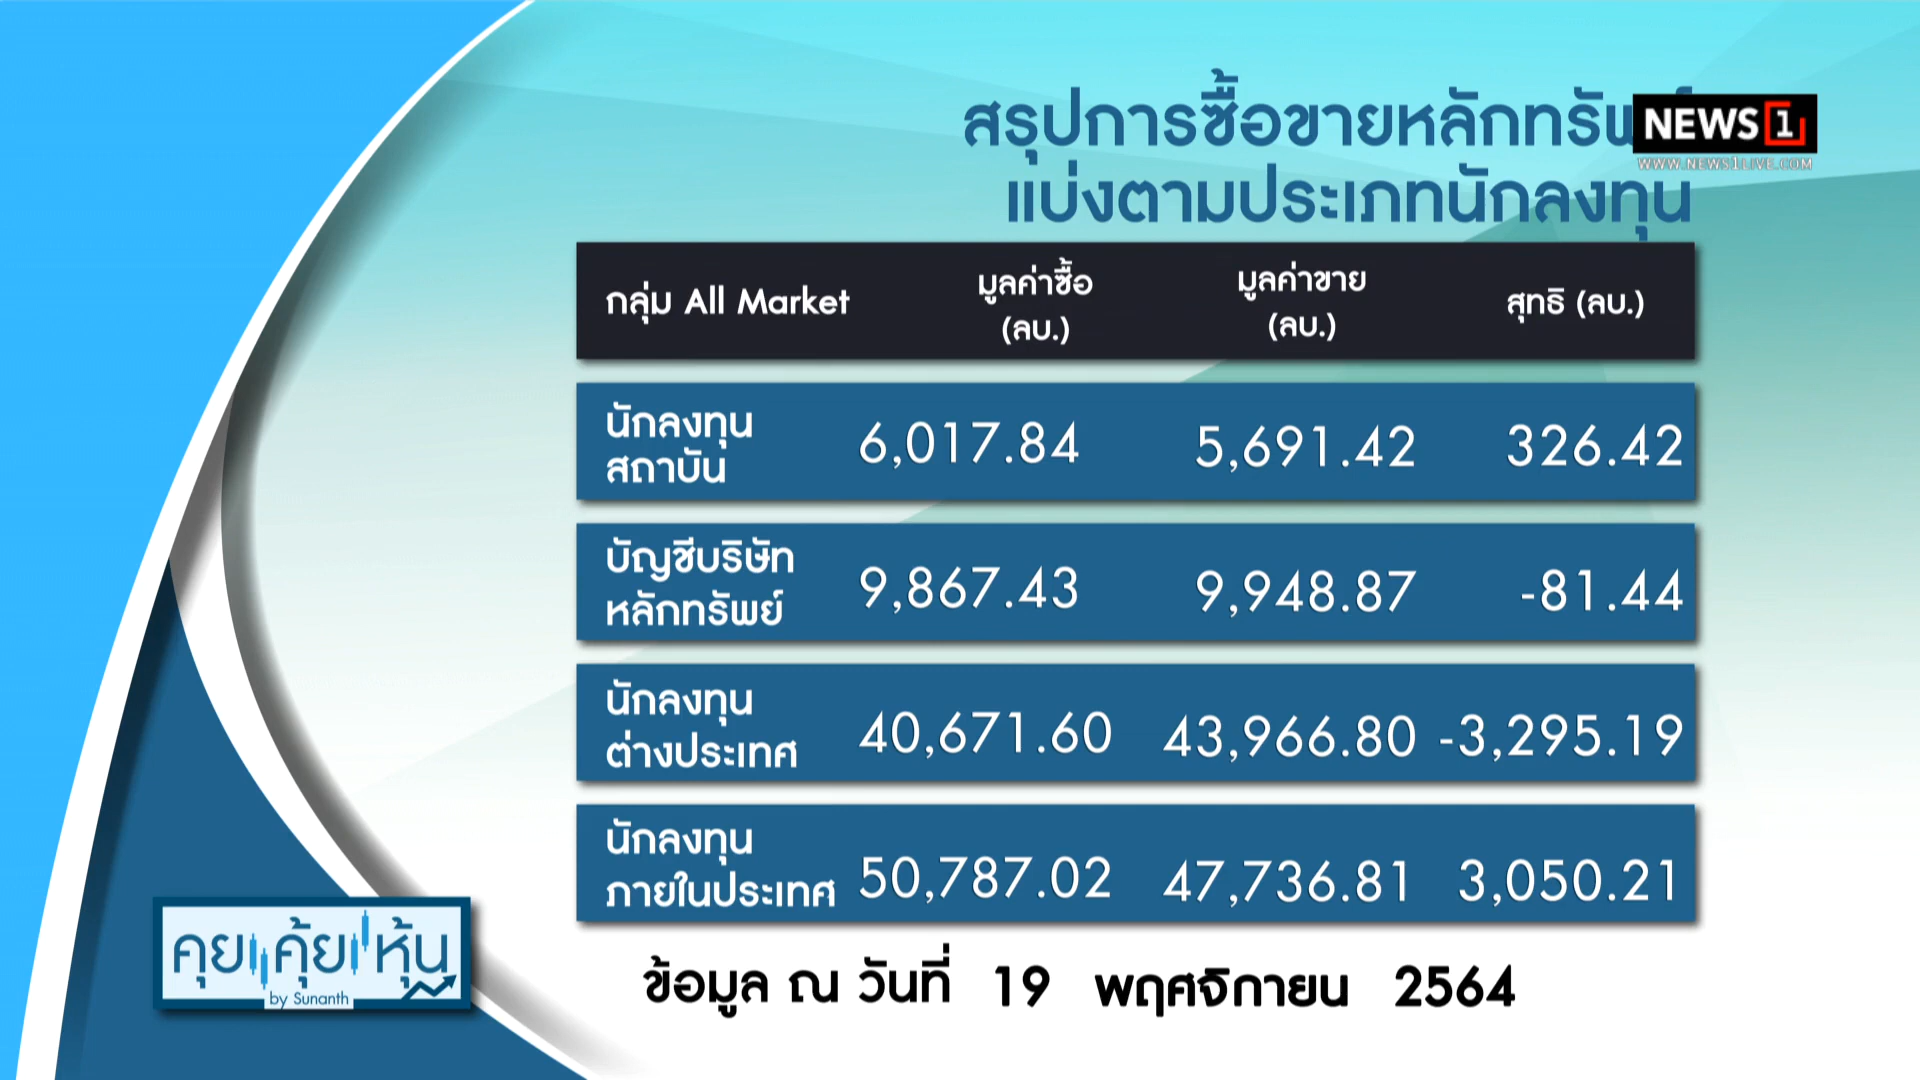 สรุปการซื้อขายหลักทรัพย์
NEWS 1
WWW.NEWS1LIVE.COM
แบ่งตามประเภทนักลงทุน
กลุ่ม All Market มูลค่าซื้อ (ลบ.) มูลค่าขาย (ลบ.) สุทธิ (ลบ.)
นักลงทุน
สถาบัน 6,017.84 5,691.42 326.42
บัญชีบริษัท
หลักทรัพย์ 9,867.43 9,948.87 -81.44
นักลงทุน
ต่างประเทศ 40,671.60 43,966.80 -3,295.19
นักลงทุน
ภายในประเทศ 50,787.02 47,736.81 3,050.21
ข้อมูล ณ วันที่ 19 พฤศจิกายน 2564
คุย คุ้ย หุ้น
by Sunanth